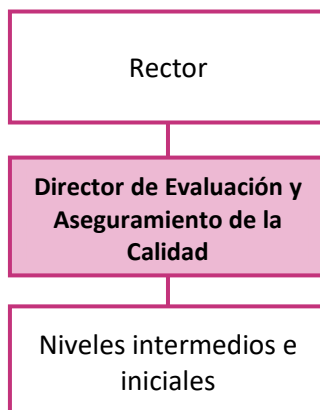 Rector
Director de Evaluación y
Aseguramiento de la
Calidad
Niveles intermedios e
iniciales